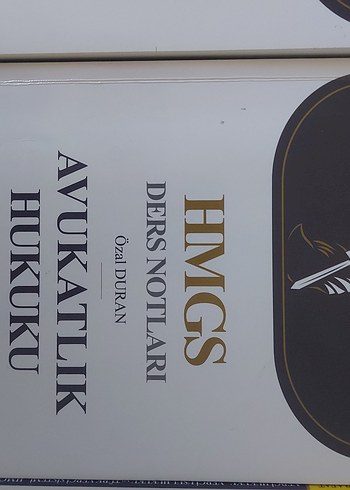 HMGS
DERS NOTLARI
Özal DURAN
AVUKATLIK
HUKUKU